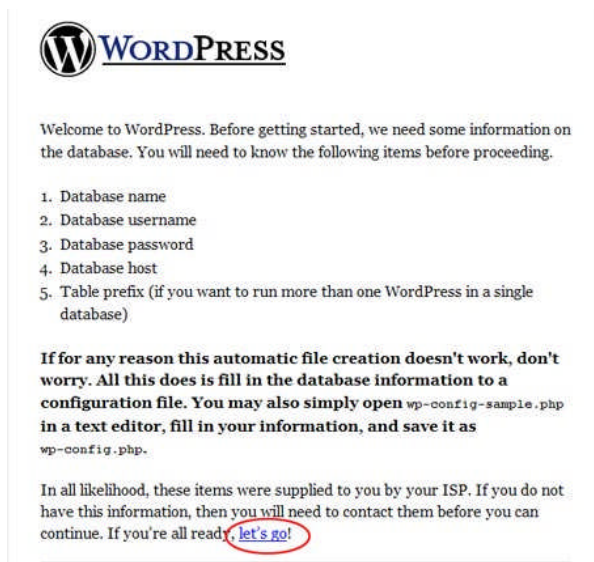 WORDPRESS
Welcome to WordPress. Before getting started, we need some information on
the database. You will need to know the following items before proceeding.
1. Database name
2. Database username
3. Database password
4. Database host
5. Table prefix (if you want to run more than one WordPress in a single
database)
If for any reason this automatic file creation doesn't work, don't
worry. All this does is fill in the database information to a
configuration file. You may also simply open wp-config-sample.php
in a text editor, fill in your information, and save it as
wp-config.php.
In all likelihood, these items were supplied to you by your ISP. If you do not
have this information, then you will need to contact them before you can
continue. If you're all ready, let's go!